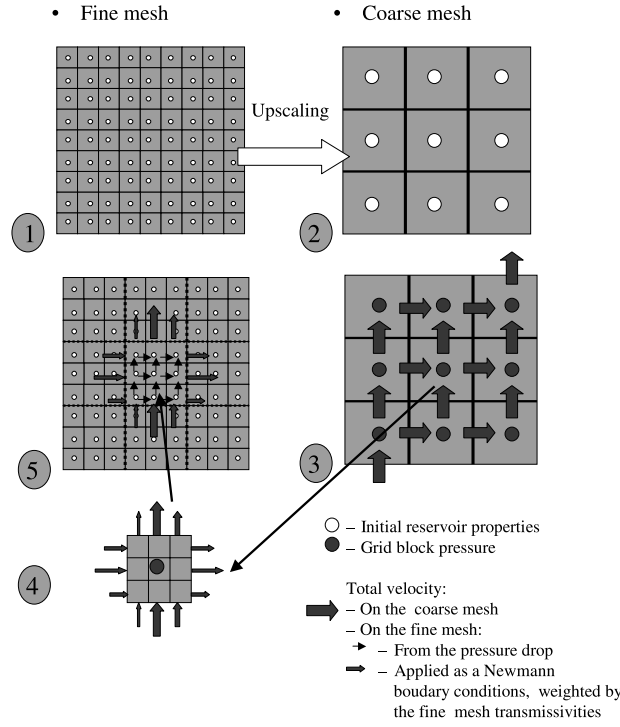 • Fine mesh
• Coarse mesh
Upscaling
1
2
5
3
4
– Initial reservoir properties
– Grid block pressure
Total velocity:
– On the coarse mesh
– On the fine mesh:
– From the pressure drop
– Applied as a Newmann
boudary conditions, weighted by
the fine mesh transmissivities